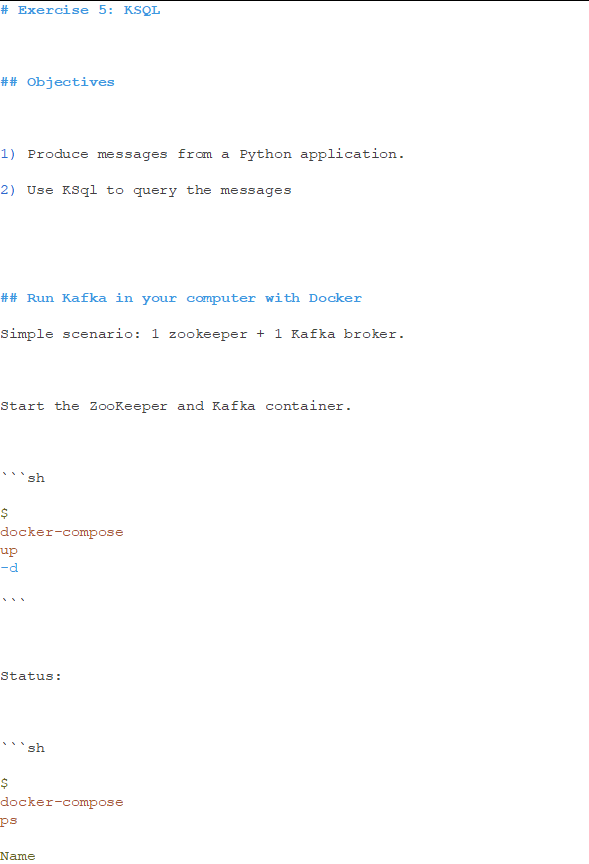 # Exercise 5: KSQL
## Objectives
1) Produce messages from a Python application.
2) Use KSql to query the messages
## Run Kafka in your computer with Docker
Simple scenario: 1 zookeeper + 1 Kafka broker.
Start the ZooKeeper and Kafka container.
```sh
$
docker-compose
up
-d
```
Status:
```sh
$
docker-compose
ps
Name